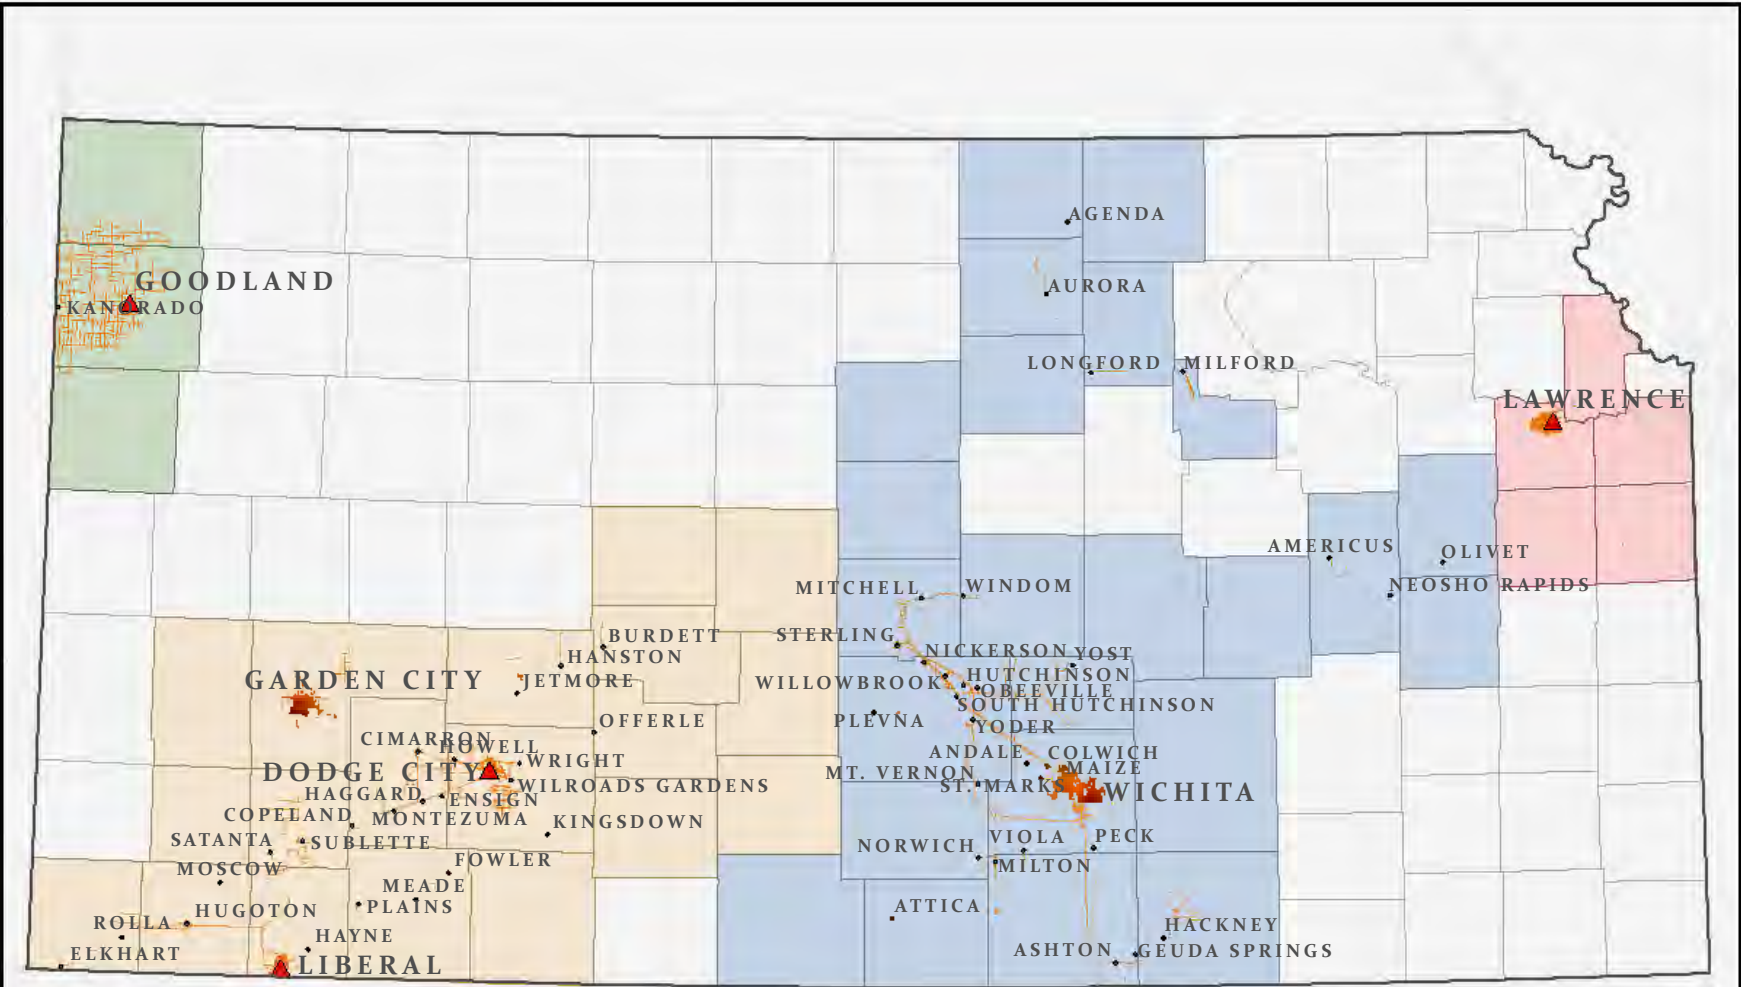 AGENDA
GOODLAND
AURORA
KANORADO
LONGFORD
MILFORD
LAWRENCE
AMERICUS
OLIVET
NEOSHO RAPIDS
MITCHELL
WINDOM
BURDETT
STERLING
HANSTON
NICKERSON
YOST
GARDEN CITY
JETMORE
WILLOWBROOK
HUTCHINSON
OBEEVILLE
SOUTH HUTCHINSON
OFFERLE
PLEVNA
YODER
CIMARRON
HOWELL
WRIGHT
ANDALE
COLWICH
MAIZE
DODGE CITY
MT. VERNON
WILROADS GARDENS
ST. MARKS
WICHITA
HAGGARD
ENSIGN
COPELAND
MONTEZUMA
KINGSDOWN
SATANTA
SUBLETTE
NORWICH
VIOLA
PECK
FOWLER
MILTON
MOSCOW
MEADE
PLAINS
ATTICA
HUGOTON
ROLLA
HACKNEY
HAYNE
ELKHART
ASHTON
GEUDA SPRINGS
LIBERAL